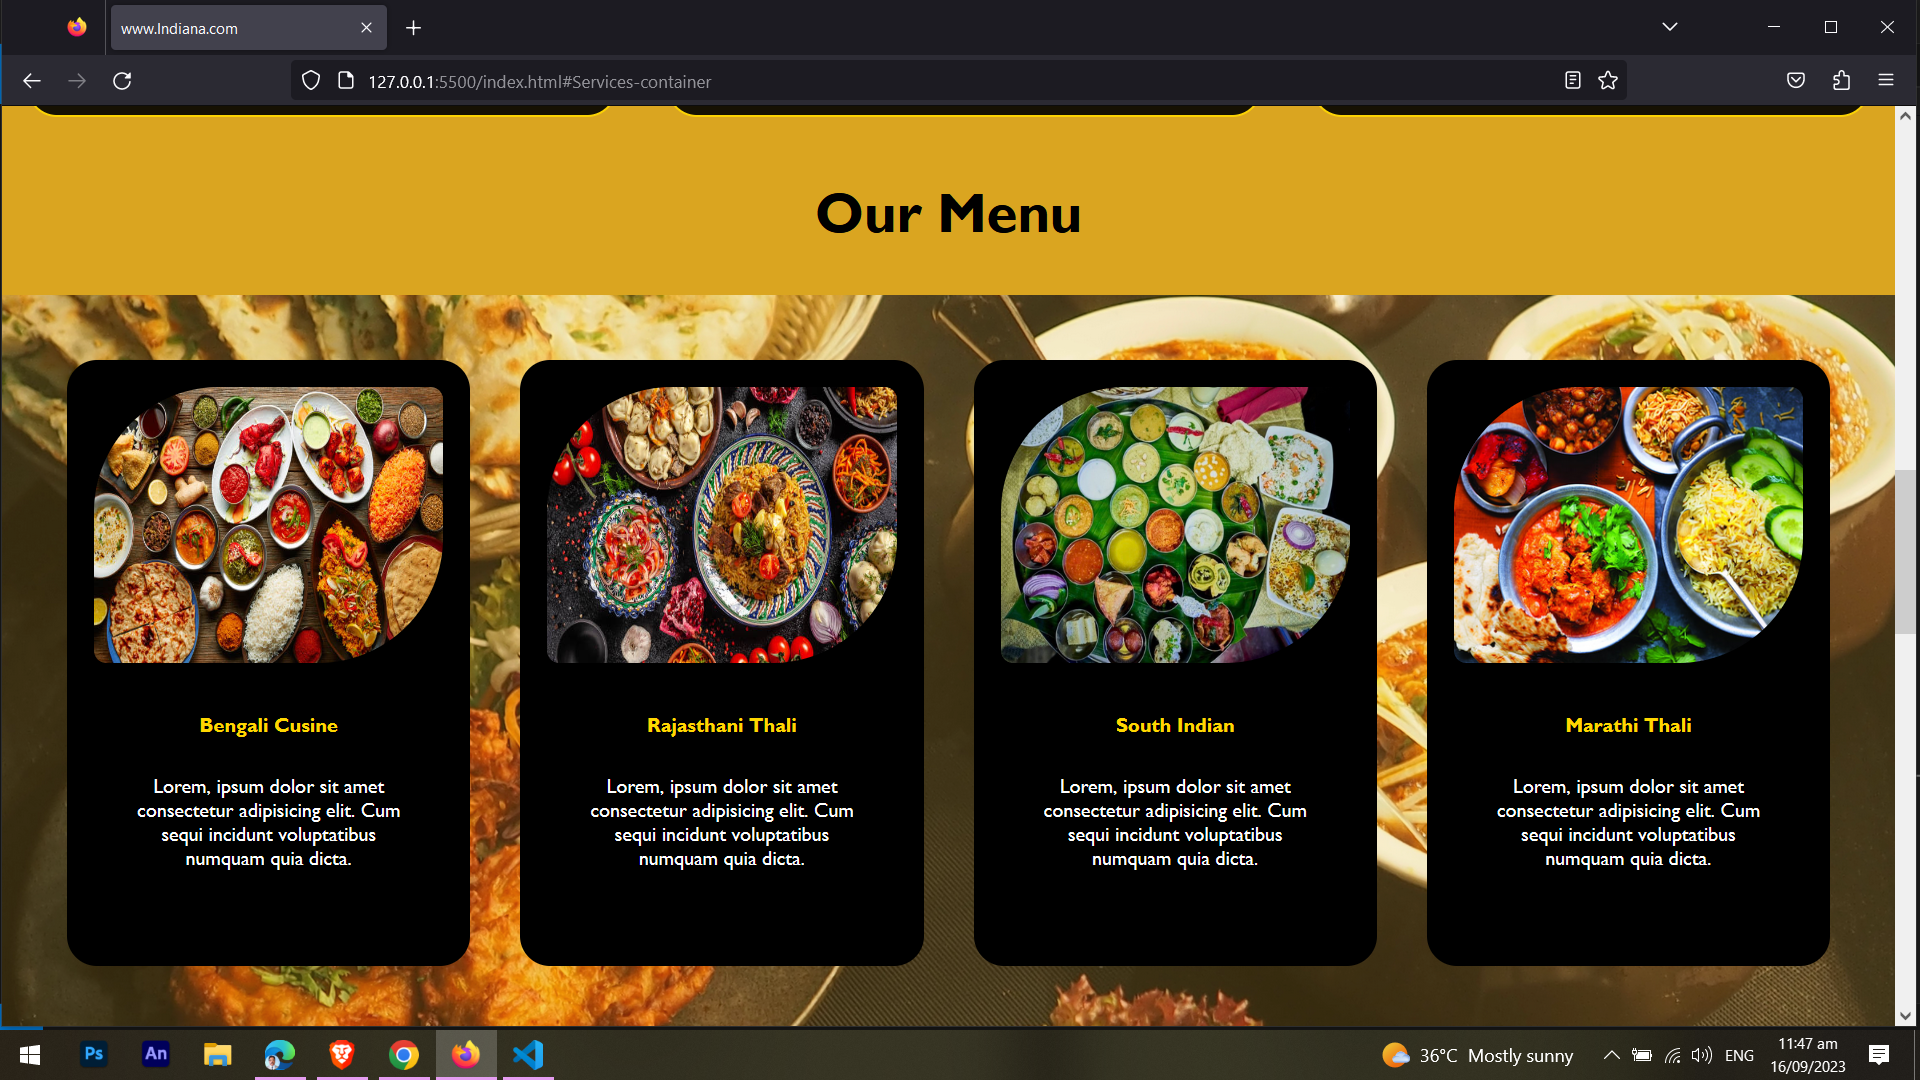 www.Indiana.com
127.0.0.1:5500/index.html#Services-container
Our Menu
Bengali Cusine
Lorem, ipsum dolor sit amet
consectetur adipisicing elit. Cum
sequi incidunt voluptatibus
numquam quia dicta.
Rajasthani Thali
Lorem, ipsum dolor sit amet
consectetur adipisicing elit. Cum
sequi incidunt voluptatibus
numquam quia dicta.
South Indian
Lorem, ipsum dolor sit amet
consectetur adipisicing elit. Cum
sequi incidunt voluptatibus
numquam quia dicta.
Marathi Thali
Lorem, ipsum dolor sit amet
consectetur adipisicing elit. Cum
sequi incidunt voluptatibus
numquam quia dicta.
Ps
An
36°C Mostly sunny
ENG
11:47 am
16/09/2023